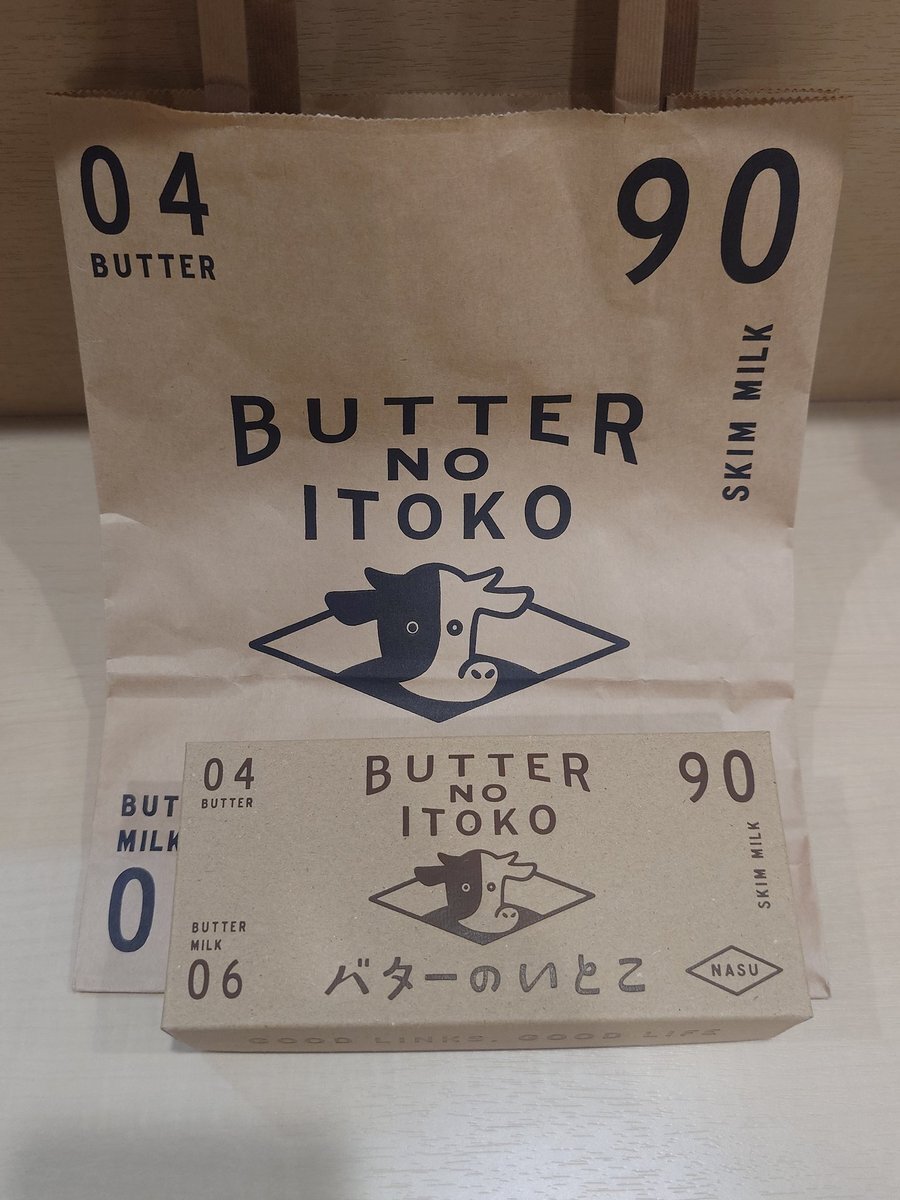 04
BUTTER
90
SKIM MILK
BUTTER
NO
ITOKO
MILK
0
04
BUTTER
BUTTER
NO
ITOKO
90
SKIM MILK
BUTTER
MILK
06
バターのいとこ
NASU
GOOD LINKS, GOOD LIFE